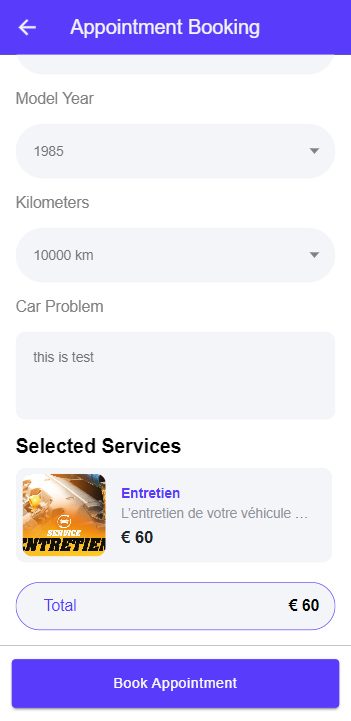 Appointment Booking
Model Year
1985
Kilometers
10000 km
Car Problem
this is test
Selected Services
Entretien
L'entretien de votre véhicule ...
€ 60
SERVICE
ENTRETIEN
Total
€ 60
Book Appointment